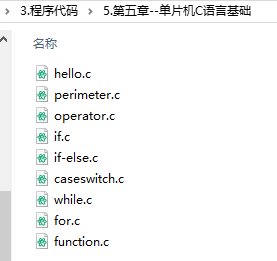 3.程序代码 > 5.第五章--单片机C语言基础
名称
hello.c
perimeter.c
operator.c
if.c
if-else.c
caseswitch.c
while.c
for.c
function.c